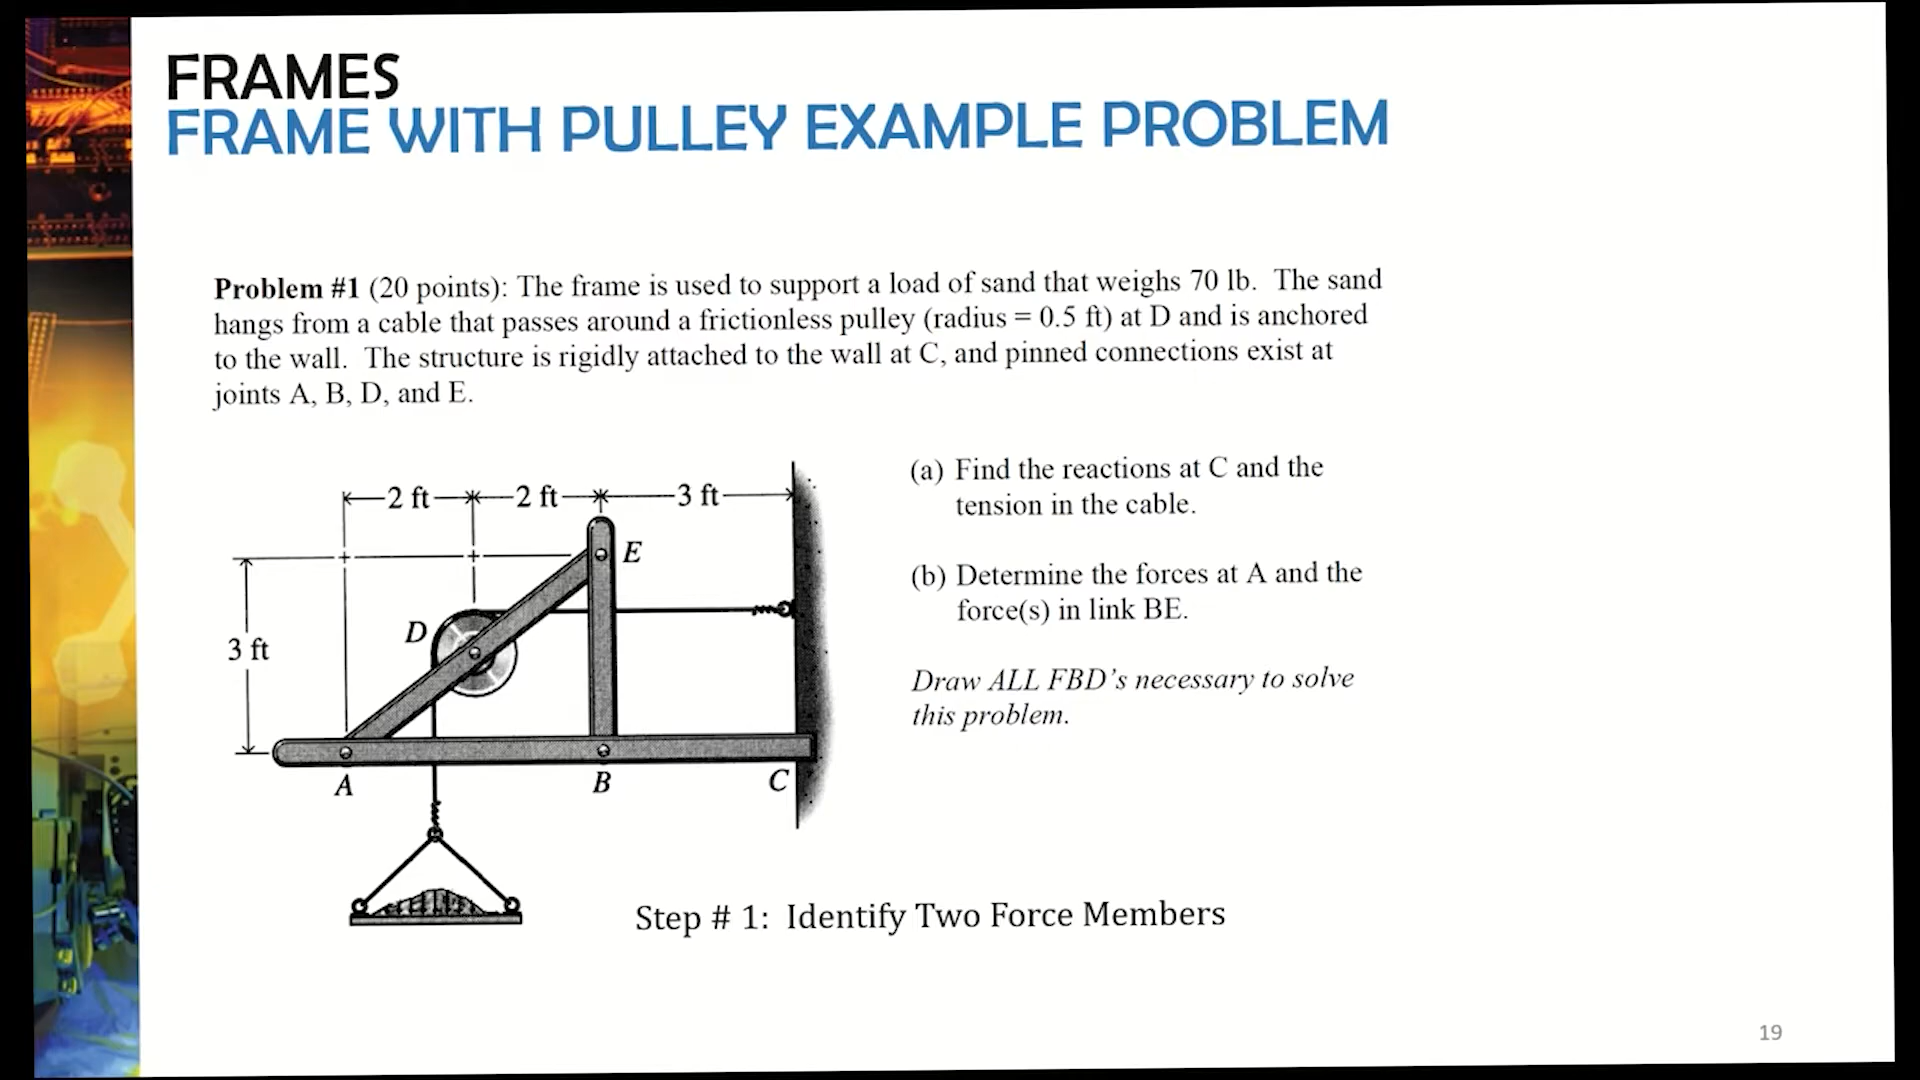 FRAMES
FRAME WITH PULLEY EXAMPLE PROBLEM
Problem #1 (20 points): The frame is used to support a load of sand that weighs 70 lb. The sand
hangs from a cable that passes around a frictionless pulley (radius = 0.5 ft) at D and is anchored
to the wall. The structure is rigidly attached to the wall at C, and pinned connections exist at
joints A, B, D, and E.
(a) Find the reactions at C and the
tension in the cable.
(b) Determine the forces at A and the
force(s) in link BE.
Draw ALL FBD's necessary to solve
this problem.
2 ft 2 ft 3 ft
E
D
3 ft
A B C
Step # 1: Identify Two Force Members
19